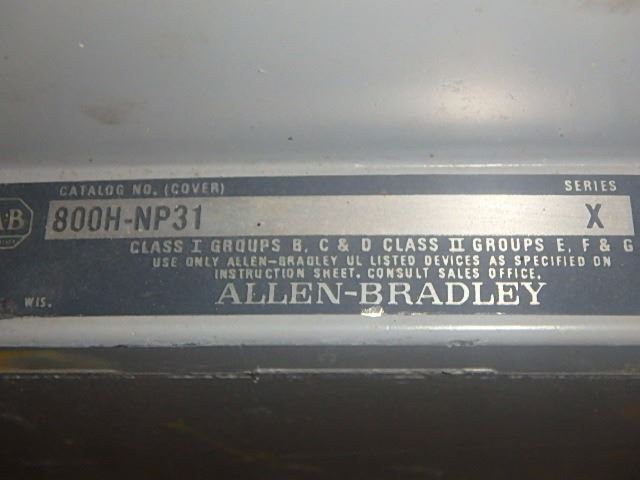 CATALOG NO. (COVER) SERIES
A-B 800H-NP31 X
CLASS I GROUPS B, C & D CLASS II GROUPS E, F & G
USE ONLY ALLEN-BRADLEY UL LISTED DEVICES AS SPECIFIED ON
INSTRUCTION SHEET. CONSULT SALES OFFICE.
WIS. ALLEN-BRADLEY